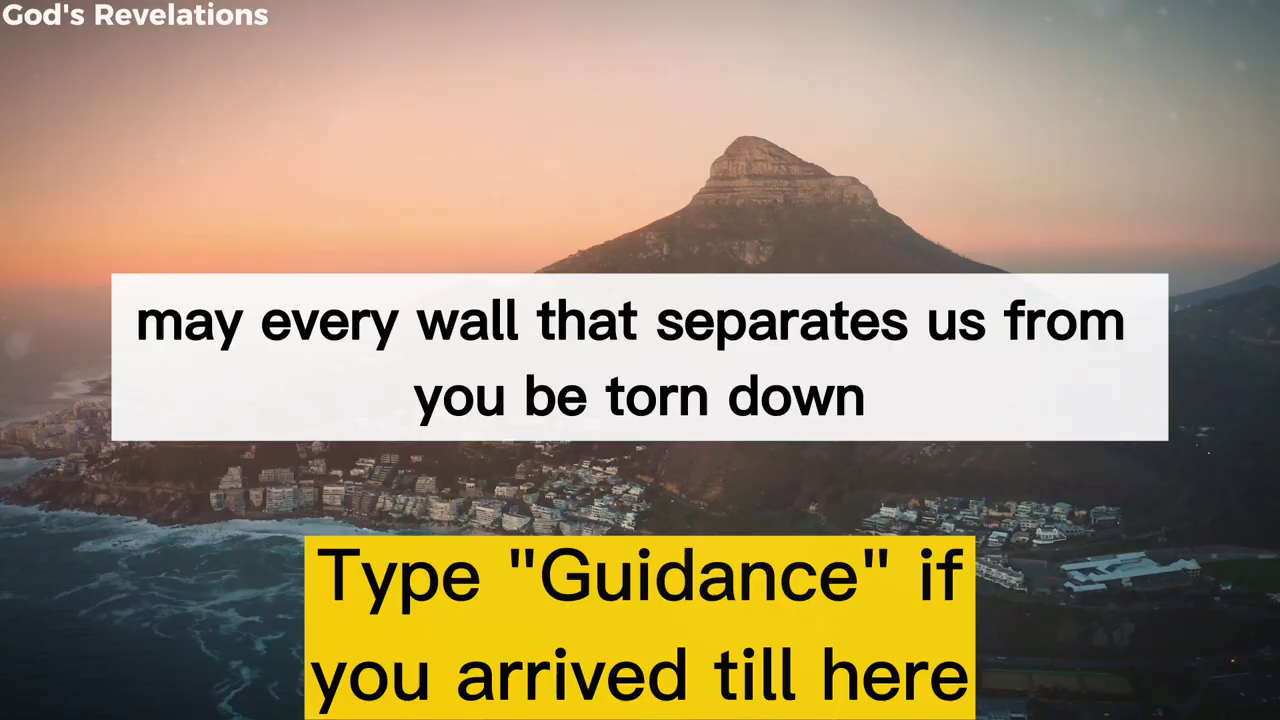 God's Revelations
may every wall that separates us from
you be torn down
Type "Guidance" if
you arrived till here